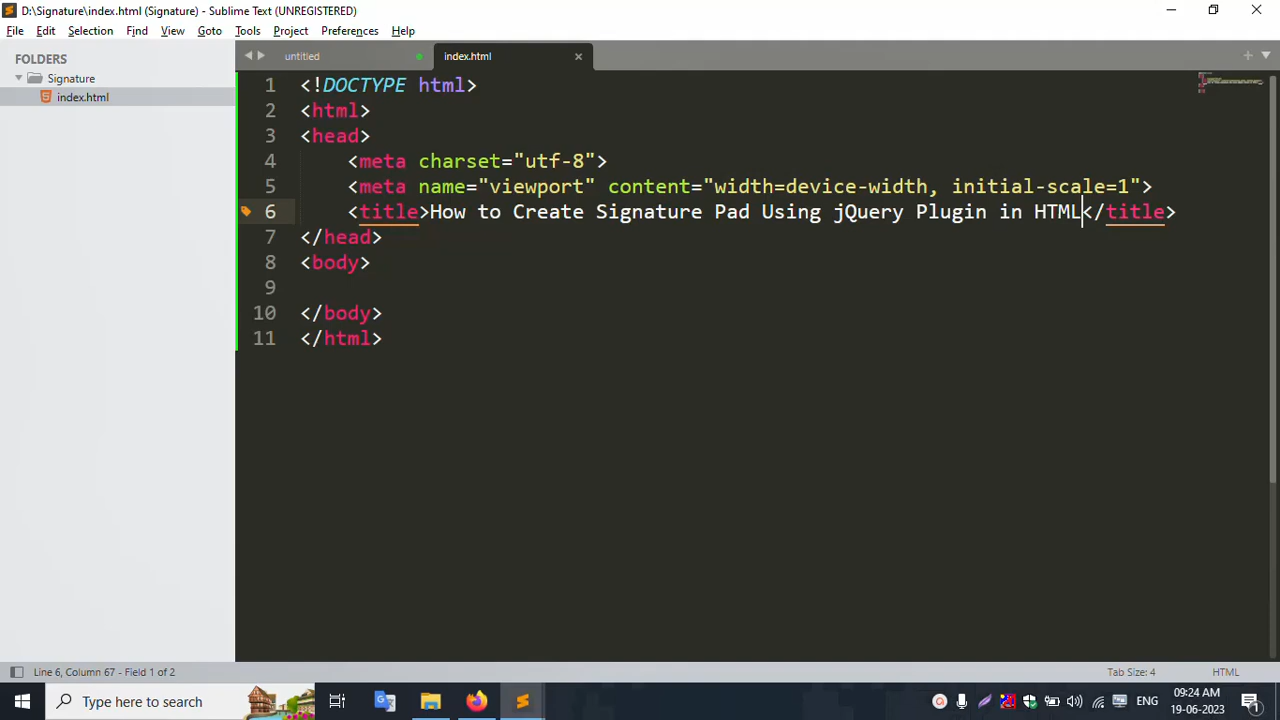 D:\Signature\index.html (Signature) - Sublime Text (UNREGISTERED)
File Edit Selection Find View Goto Tools Project Preferences Help
FOLDERS
Signature
index.html
untitled index.html
1 <!DOCTYPE html>
2 <html>
3 <head>
4 <meta charset="utf-8">
5 <meta name="viewport" content="width=device-width, initial-scale=1">
6 <title>How to Create Signature Pad Using jQuery Plugin in HTML</title>
7 </head>
8 <body>
9
10 </body>
11 </html>
Line 6, Column 67 - Field 1 of 2 Tab Size: 4 HTML
Type here to search
ENG
09:24 AM
19-06-2023
1